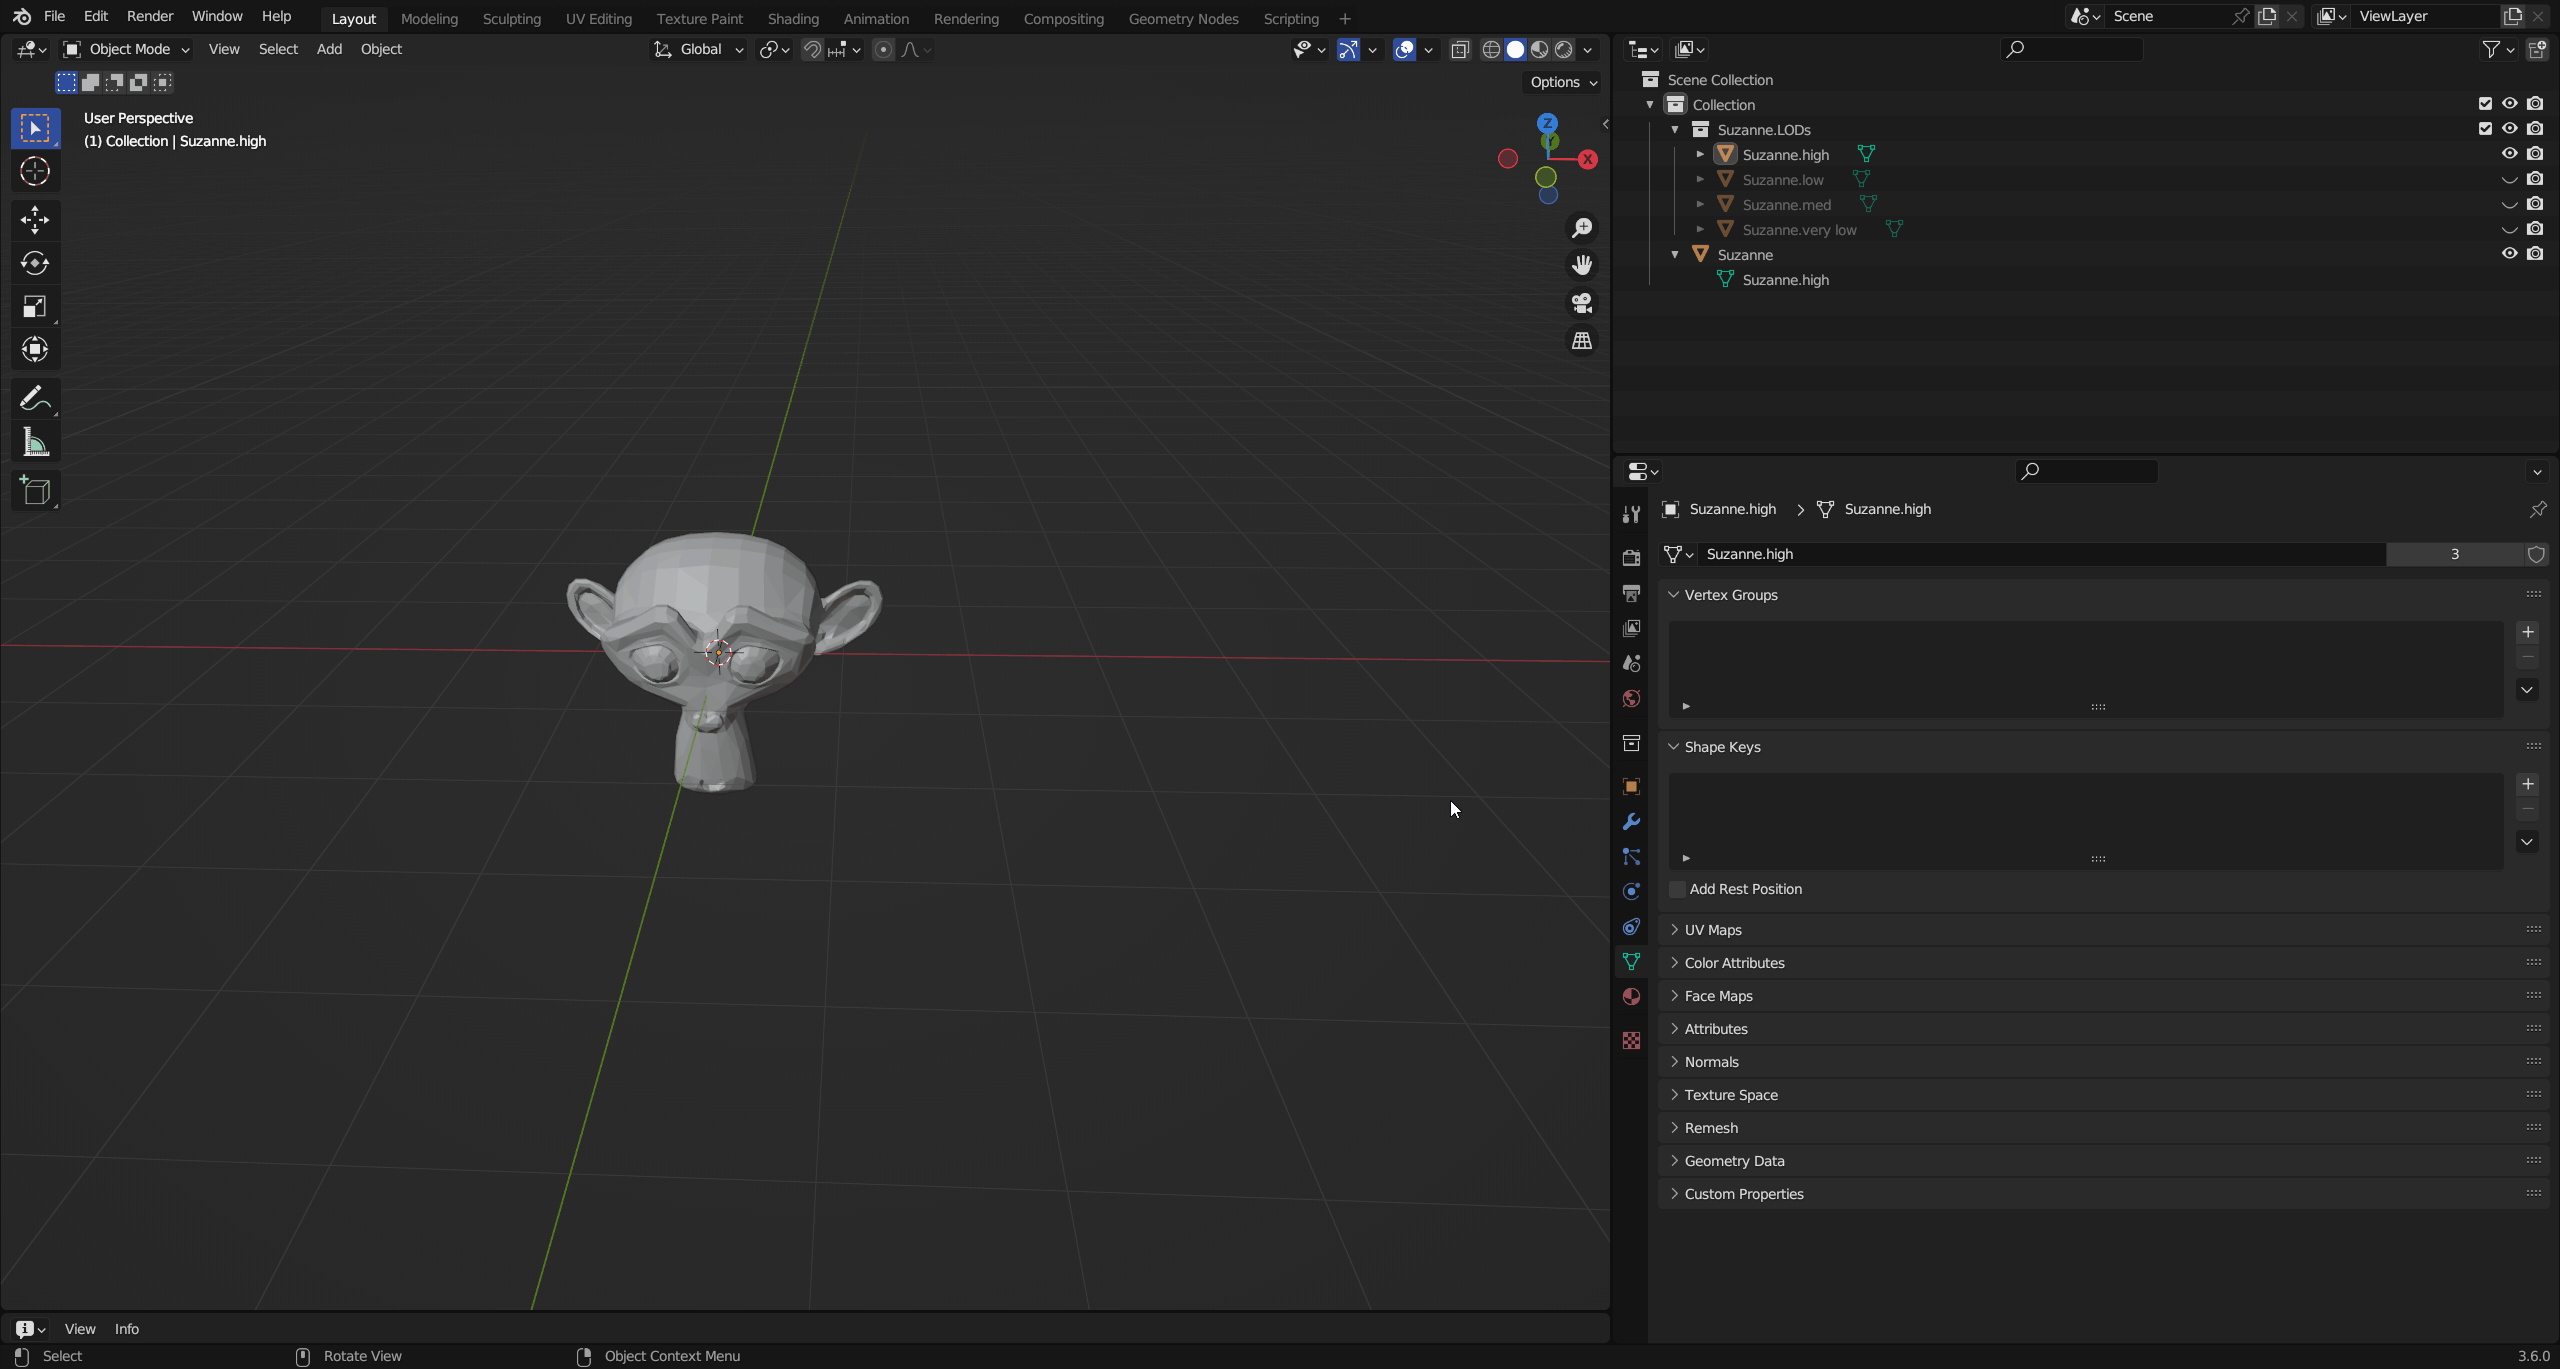 File Edit Render Window Help Layout Modeling Sculpting UV Editing Texture Paint Shading Animation Rendering Compositing Geometry Nodes Scripting + Scene ViewLayer
Object Mode View Select Add Object Global
Options
User Perspective
(1) Collection | Suzanne.high
Z
X
Scene Collection
Collection
Suzanne.LODs
Suzanne.high
Suzanne.low
Suzanne.med
Suzanne.very low
Suzanne
Suzanne.high
Suzanne.high > Suzanne.high
Suzanne.high 3
Vertex Groups
Shape Keys
Add Rest Position
UV Maps
Color Attributes
Face Maps
Attributes
Normals
Texture Space
Remesh
Geometry Data
Custom Properties
View Info
Select Rotate View Object Context Menu 3.6.0